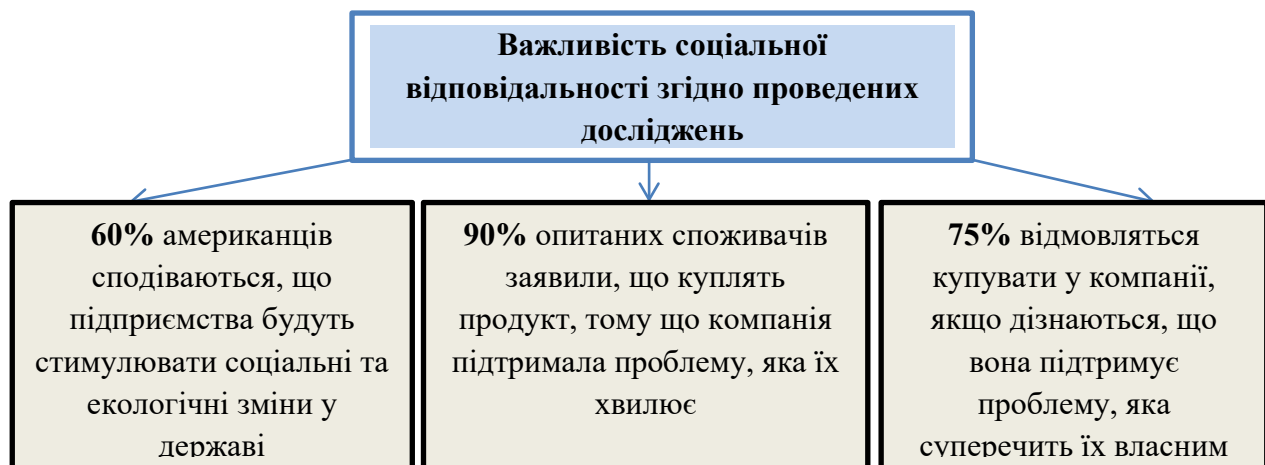 Важливість соціальної
відповідальності згідно проведених
досліджень
60% американців
сподіваються, що
підприємства будуть
стимулювати соціальні та
екологічні зміни у
державі
90% опитаних споживачів
заявили, що куплять
продукт, тому що компанія
підтримала проблему, яка їх
хвилює
75% відмовляться
купувати у компанії,
якщо дізнаються, що
вона підтримує
проблему, яка
суперечить їх власним